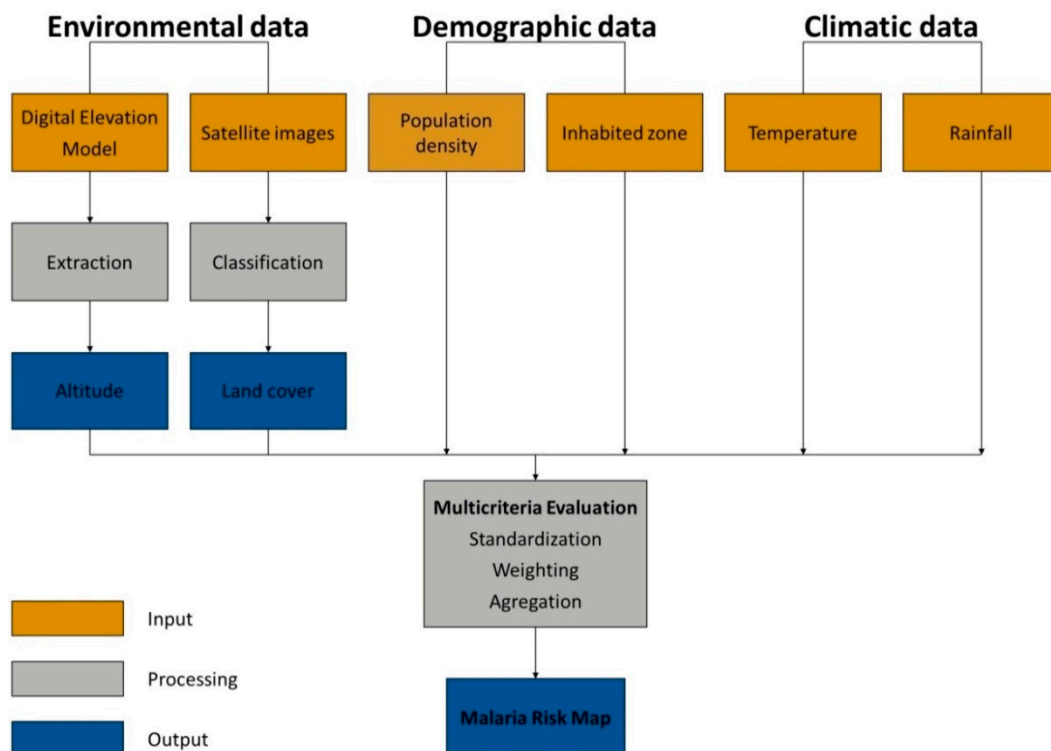 Environmental data
Demographic data
Climatic data
Digital Elevation
Model
Satellite images
Population
density
Inhabited zone
Temperature
Rainfall
Extraction
Classification
Altitude
Land cover
Multicriteria Evaluation
Standardization
Weighting
Agregation
Input
Processing
Output
Malaria Risk Map